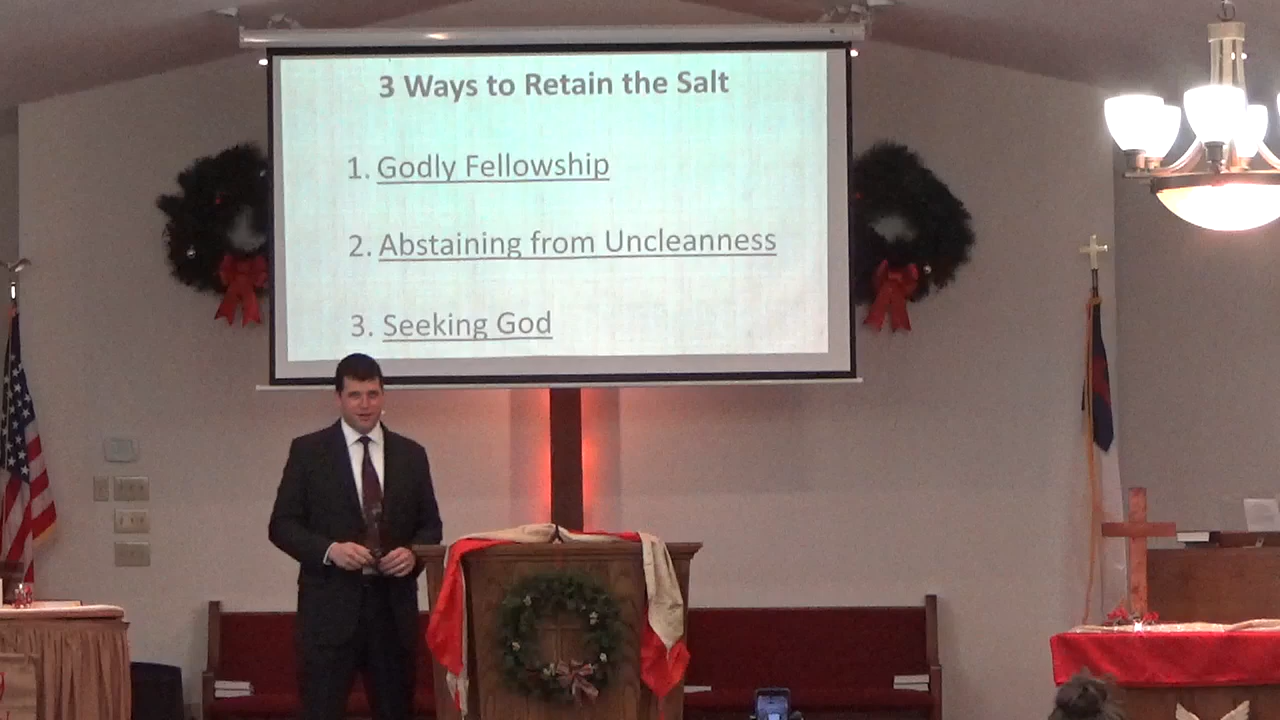 3 Ways to Retain the Salt
1. Godly Fellowship
2. Abstaining from Uncleanness
3. Seeking God